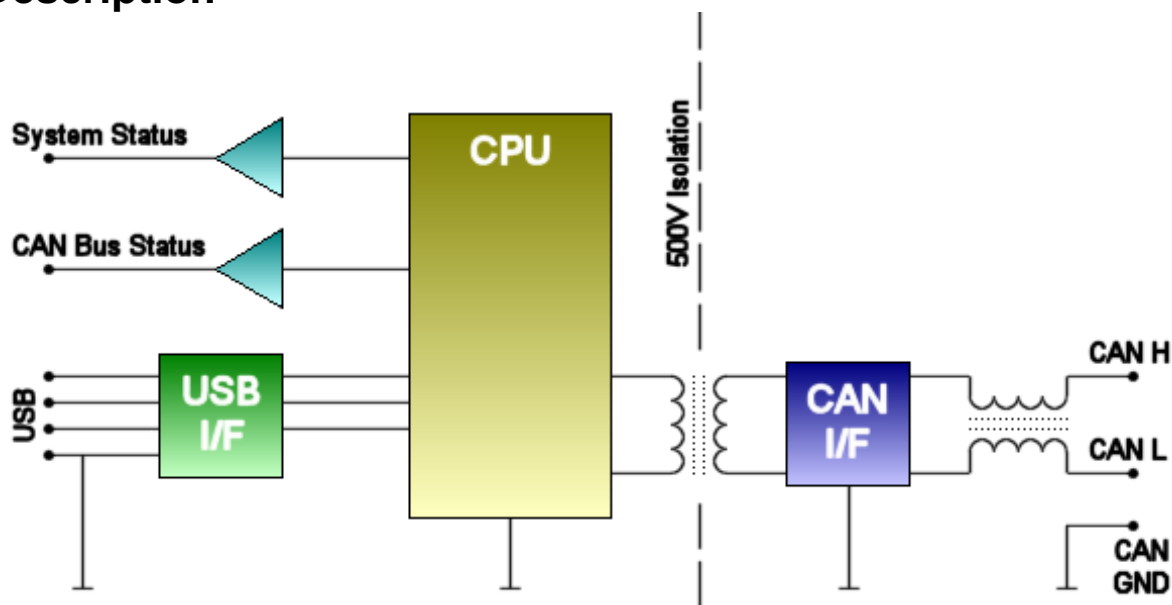 System Status
CAN Bus Status
USB
USB
I/F
CPU
500V Isolation
CAN
I/F
CAN H
CAN L
CAN
GND